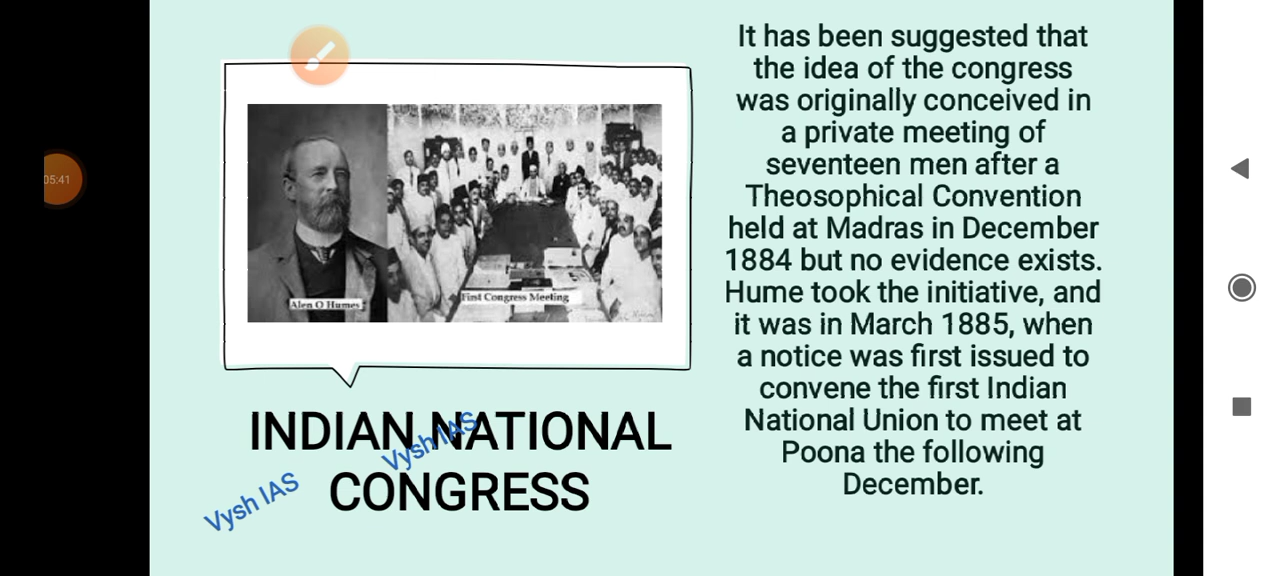 05:41
Alen O Humes
First Congress Meeting
INDIAN NATIONAL
CONGRESS
Vysh IAS
Vysh IAS
It has been suggested that
the idea of the congress
was originally conceived in
a private meeting of
seventeen men after a
Theosophical Convention
held at Madras in December
1884 but no evidence exists.
Hume took the initiative, and
it was in March 1885, when
a notice was first issued to
convene the first Indian
National Union to meet at
Poona the following
December.